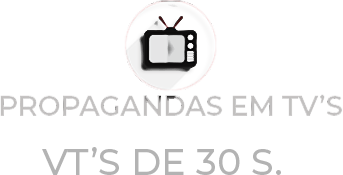 PROPAGANDAS EM TV'S
VT'S DE 30 S.